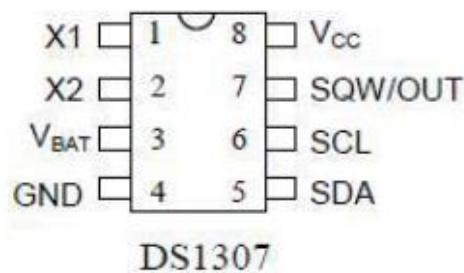 X1 1 8 VCC
X2 2 7 SQW/OUT
VBAT 3 6 SCL
GND 4 5 SDA
DS1307